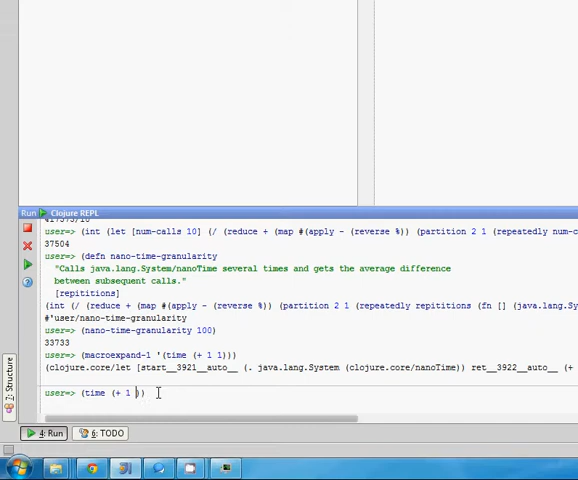 Run Clojure REPL
user=> (int (let [num-calls 10] (/ (reduce + (map #(apply - (reverse %)) (partition 2 1 (repeatedly num-c
37504
user=> (defn nano-time-granularity
"Calls java.lang.System/nanoTime several times and gets the average difference
between subsequent calls."
[repititions]
(int (/ (reduce + (map #(apply - (reverse %)) (partition 2 1 (repeatedly repititions (fn [] (java.lang.Sy
#'user/nano-time-granularity
user=> (nano-time-granularity 100)
33733
user=> (macroexpand-1 '(time (+ 1 1)))
(clojure.core/let [start__3921__auto__ (. java.lang.System (clojure.core/nanoTime)) ret__3922__auto__ (+
user=> (time (+ 1 ))
7: Structure
4: Run 6: TODO